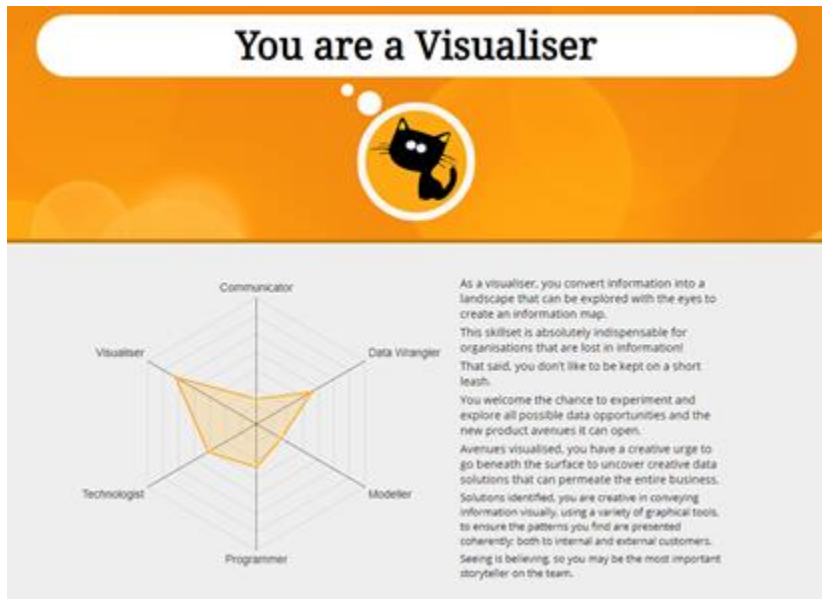 You are a Visualiser
Communicator
Visualiser
Data Wrangler
Technologist
Modeller
Programmer
As a visualiser, you convert information into a
landscape that can be explored with the eyes to
create an information map.
This skillset is absolutely indispensable for
organisations that are lost in information!
That said, you don't like to be kept on a short
leash.
You welcome the chance to experiment and
explore all possible data opportunities and the
new product avenues it can open.
Avenues visualised, you have a creative urge to
go beneath the surface to uncover creative data
solutions that can permeate the entire business.
Solutions identified, you are creative in conveying
information visually, using a variety of graphical tools,
to ensure the patterns you find are presented
coherently: both to internal and external customers.
Seeing is believing, so you may be the most important
storyteller on the team.